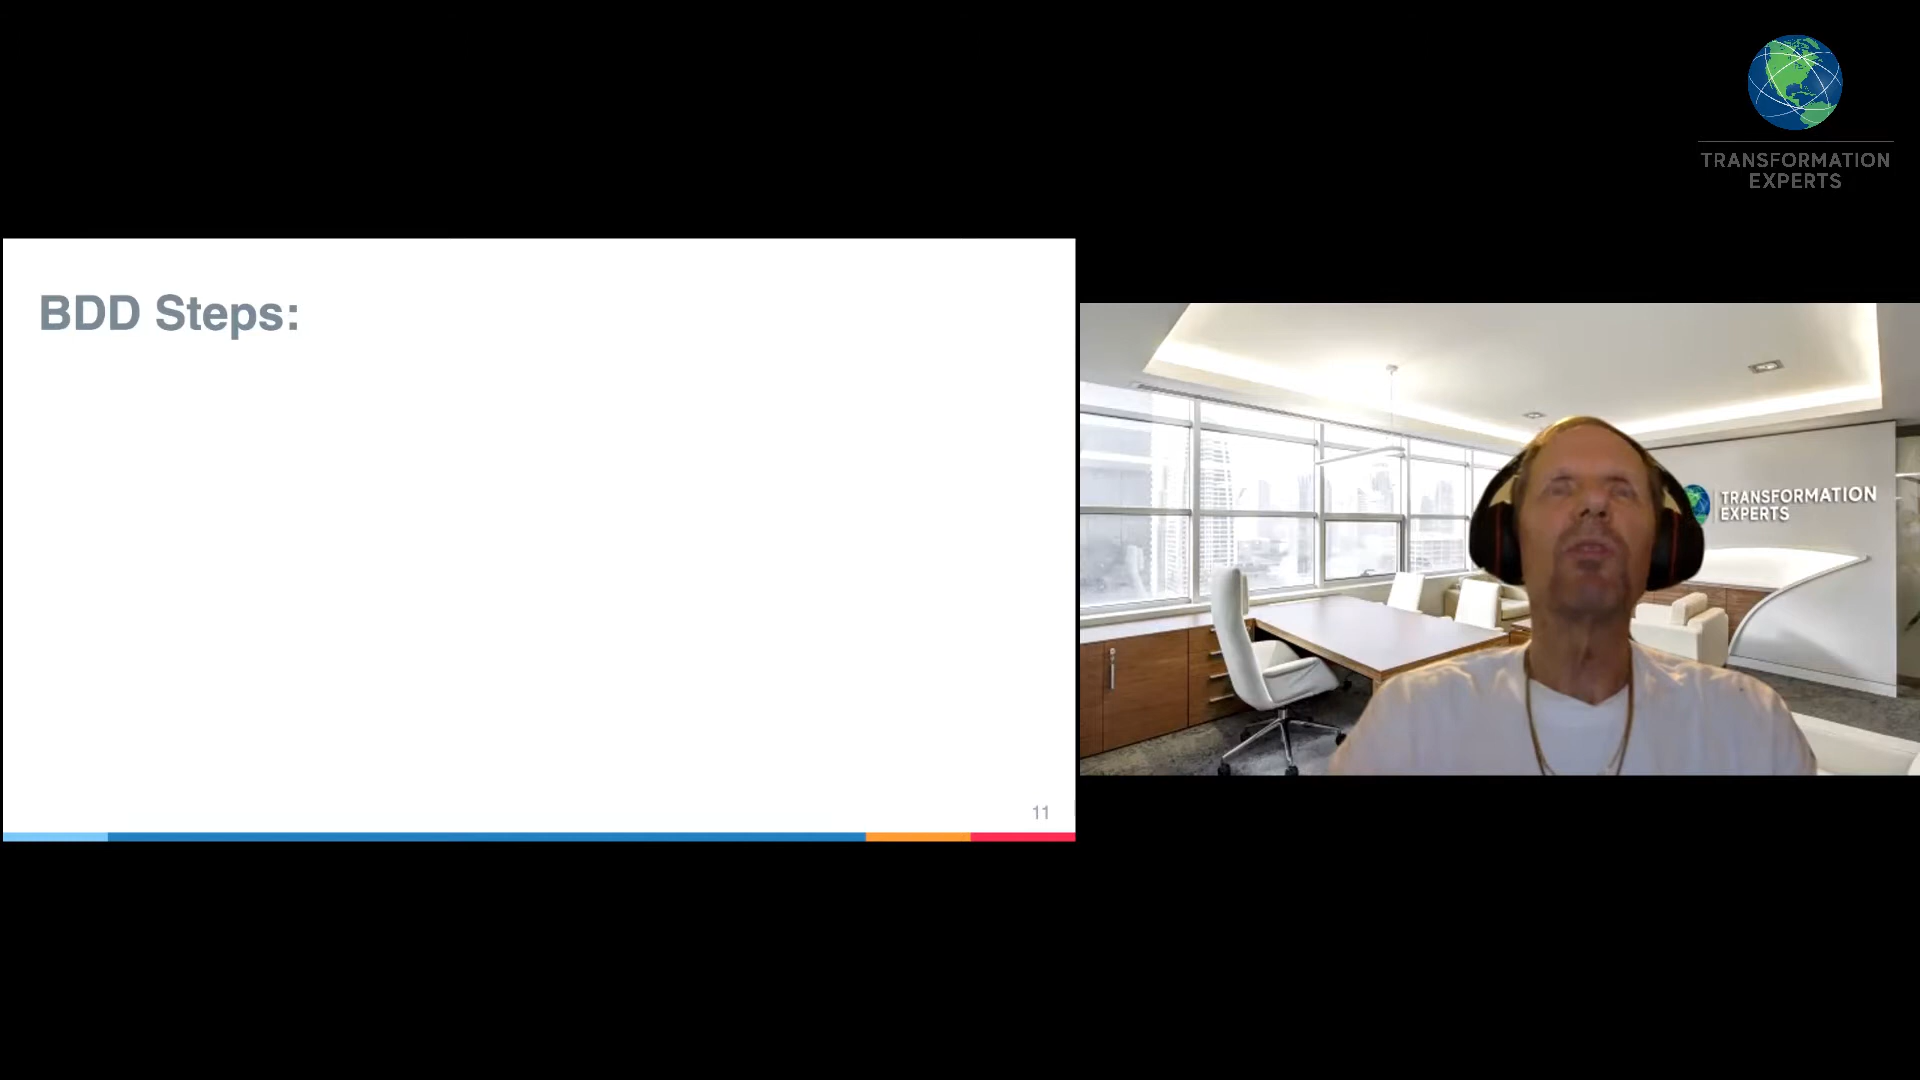 TRANSFORMATION
EXPERTS
BDD Steps:
TRANSFORMATION
EXPERTS
11